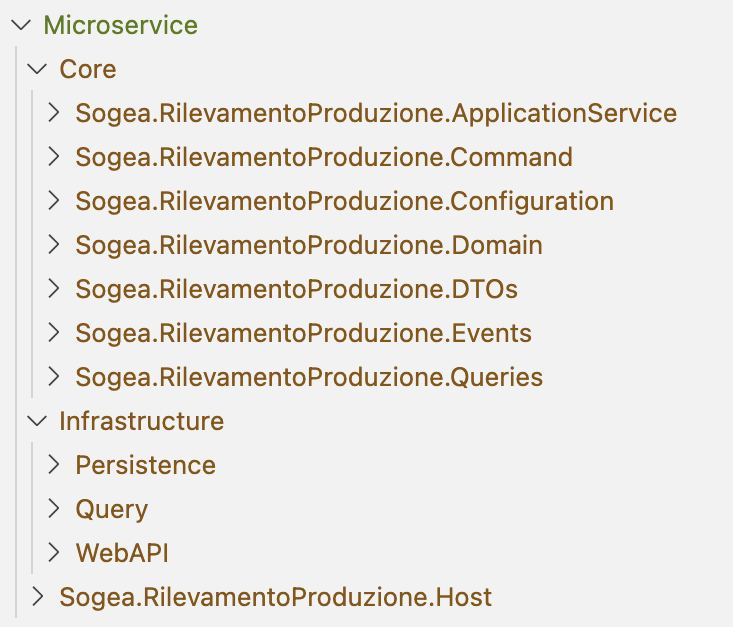 Microservice
Core
Sogea.RilevamentoProduzione.ApplicationService
Sogea.RilevamentoProduzione.Command
Sogea.RilevamentoProduzione.Configuration
Sogea.RilevamentoProduzione.Domain
Sogea.RilevamentoProduzione.DTOs
Sogea.RilevamentoProduzione.Events
Sogea.RilevamentoProduzione.Queries
Infrastructure
Persistence
Query
WebAPI
Sogea.RilevamentoProduzione.Host